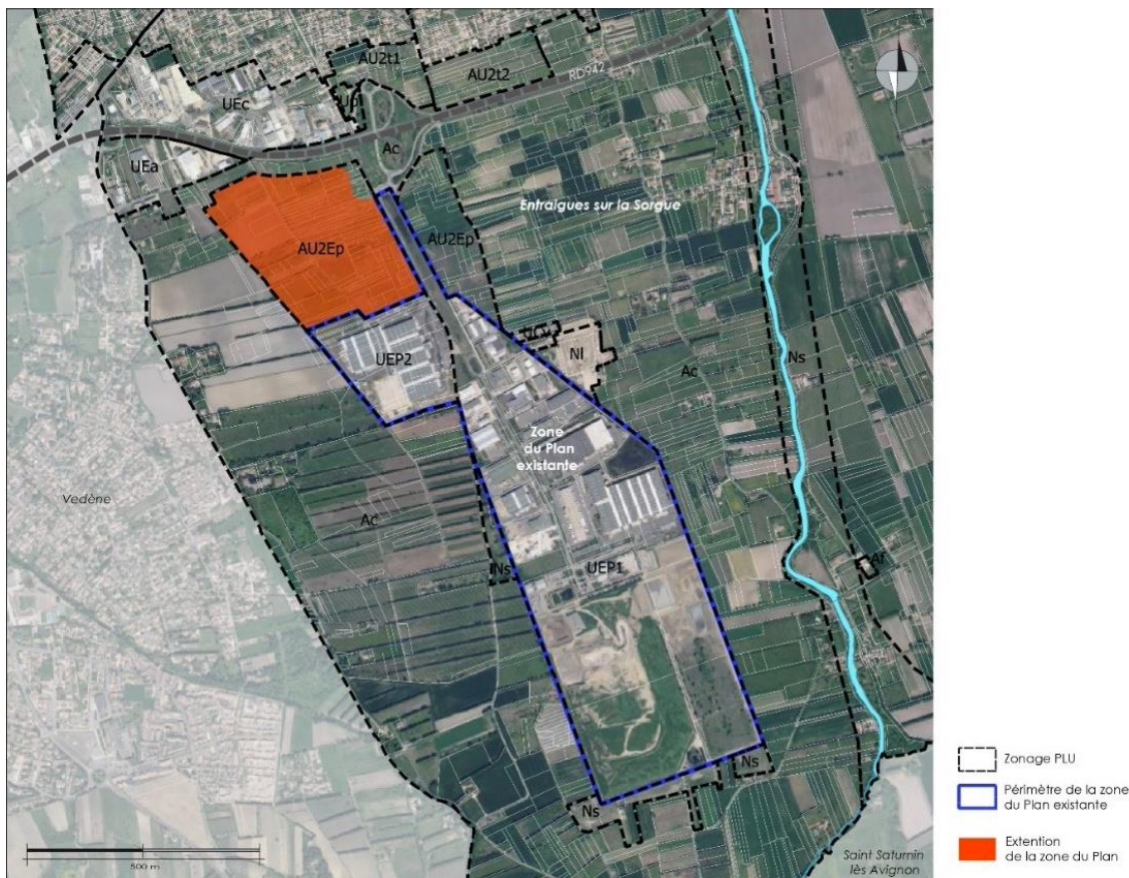 AU2t1
AU2t2
RD942
UEc
Ac
UEa
Entraigues sur la Sorgue
AU2Ep
AU2Ep
UEP2
Nl
Ns
Ac
Zone
du Plan
existante
Vedène
Ac
Ns
UEP1
Af
Ns
Ns
Zonage PLU
Périmètre de la zone
du Plan existante
Extention
de la zone du Plan
500 m
Saint Saturnin
lès Avignon